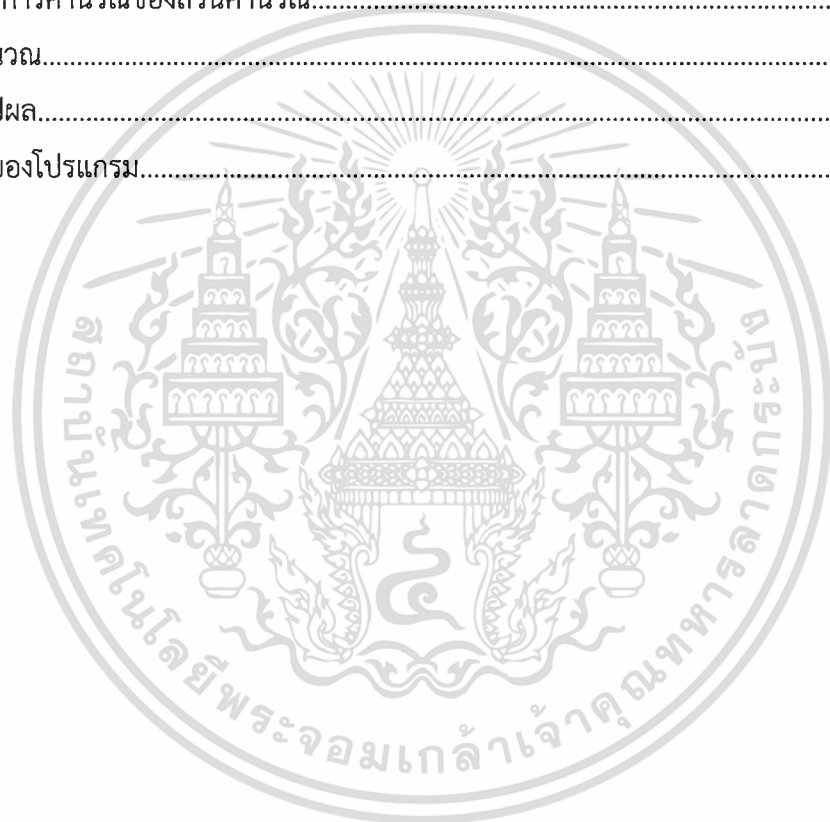 การคำนวณของส่วนคำนวณ........................................................
นวณ........................................................
ปผล........................................................
ของโปรแกรม........................................................
สถาบันเทคโนโลยีพระจอมเกล้าเจ้าคุณทหารลาดกระบัง